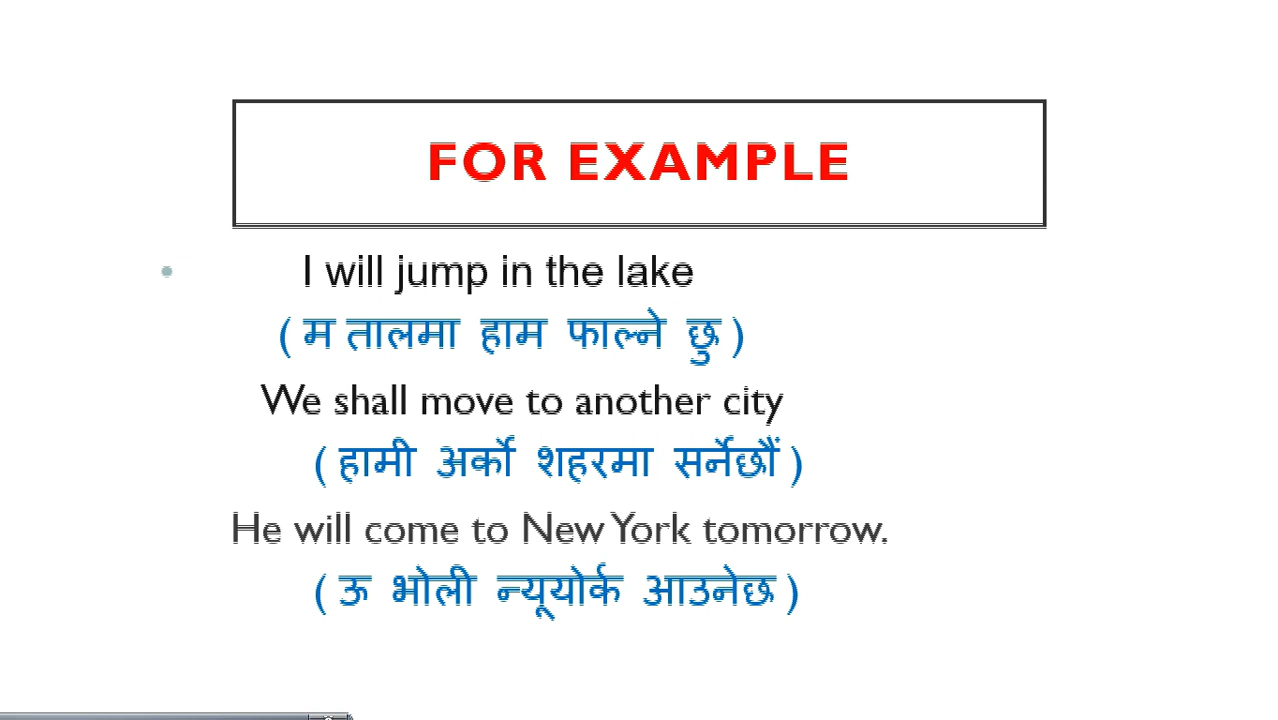 FOR EXAMPLE
• I will jump in the lake
( म तालमा हाम फाल्ने छु )
We shall move to another city
( हामी अर्को शहरमा सर्नेछौं )
He will come to New York tomorrow.
( ऊ भोली न्यूयोर्क आउनेछ )